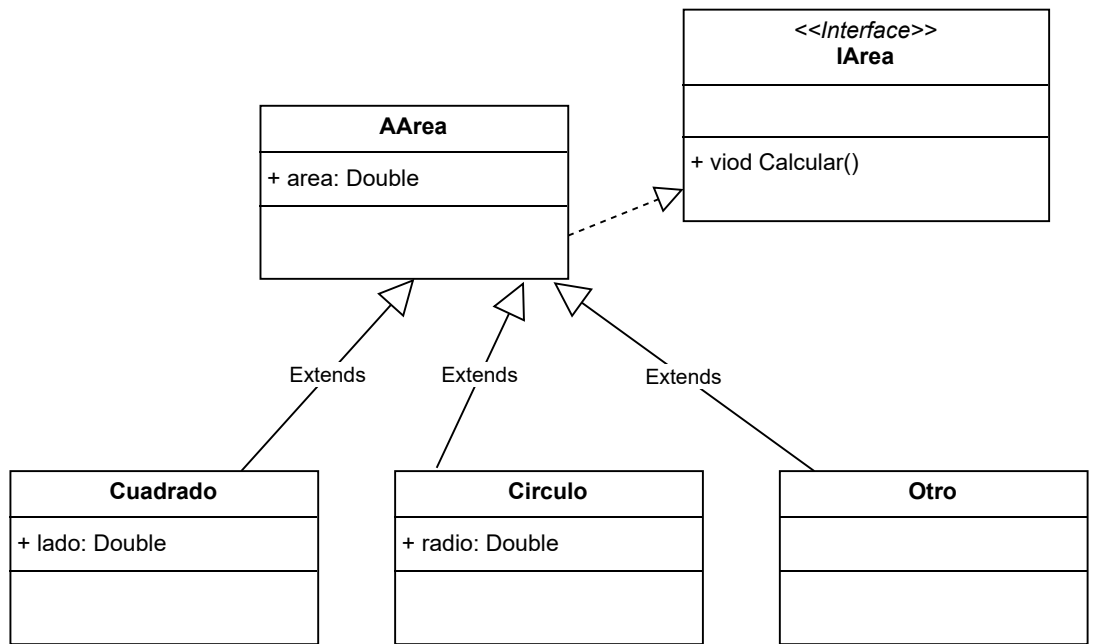 <<Interface>>
IArea
+ viod Calcular()
AArea
+ area: Double
Extends
Extends
Extends
Cuadrado
+ lado: Double
Circulo
+ radio: Double
Otro